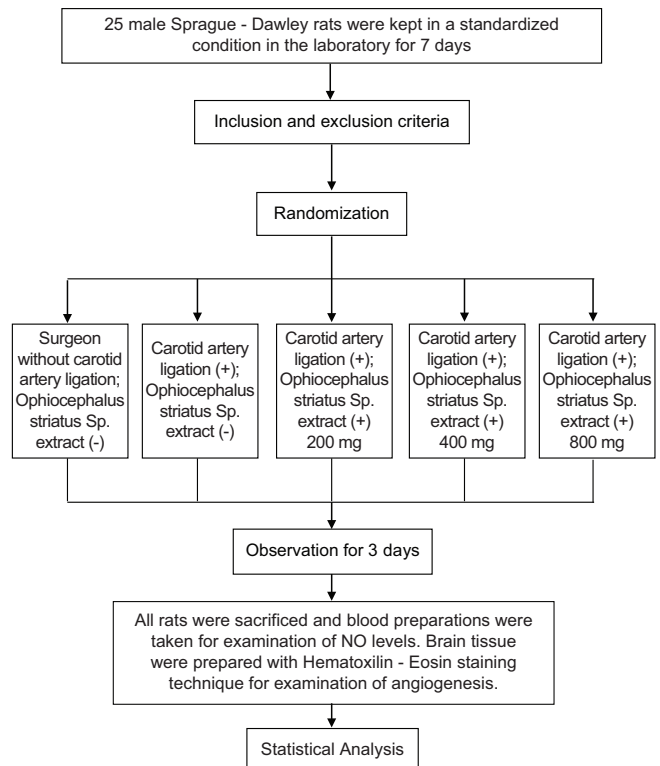 25 male Sprague - Dawley rats were kept in a standardized
condition in the laboratory for 7 days
Inclusion and exclusion criteria
Randomization
Surgeon
without carotid
artery ligation;
Ophiocephalus
striatus Sp.
extract (-)
Carotid artery
ligation (+);
Ophiocephalus
striatus Sp.
extract (-)
Carotid artery
ligation (+);
Ophiocephalus
striatus Sp.
extract (+)
200 mg
Carotid artery
ligation (+);
Ophiocephalus
striatus Sp.
extract (+)
400 mg
Carotid artery
ligation (+);
Ophiocephalus
striatus Sp.
extract (+)
800 mg
Observation for 3 days
All rats were sacrificed and blood preparations were
taken for examination of NO levels. Brain tissue
were prepared with Hematoxilin - Eosin staining
technique for examination of angiogenesis.
Statistical Analysis